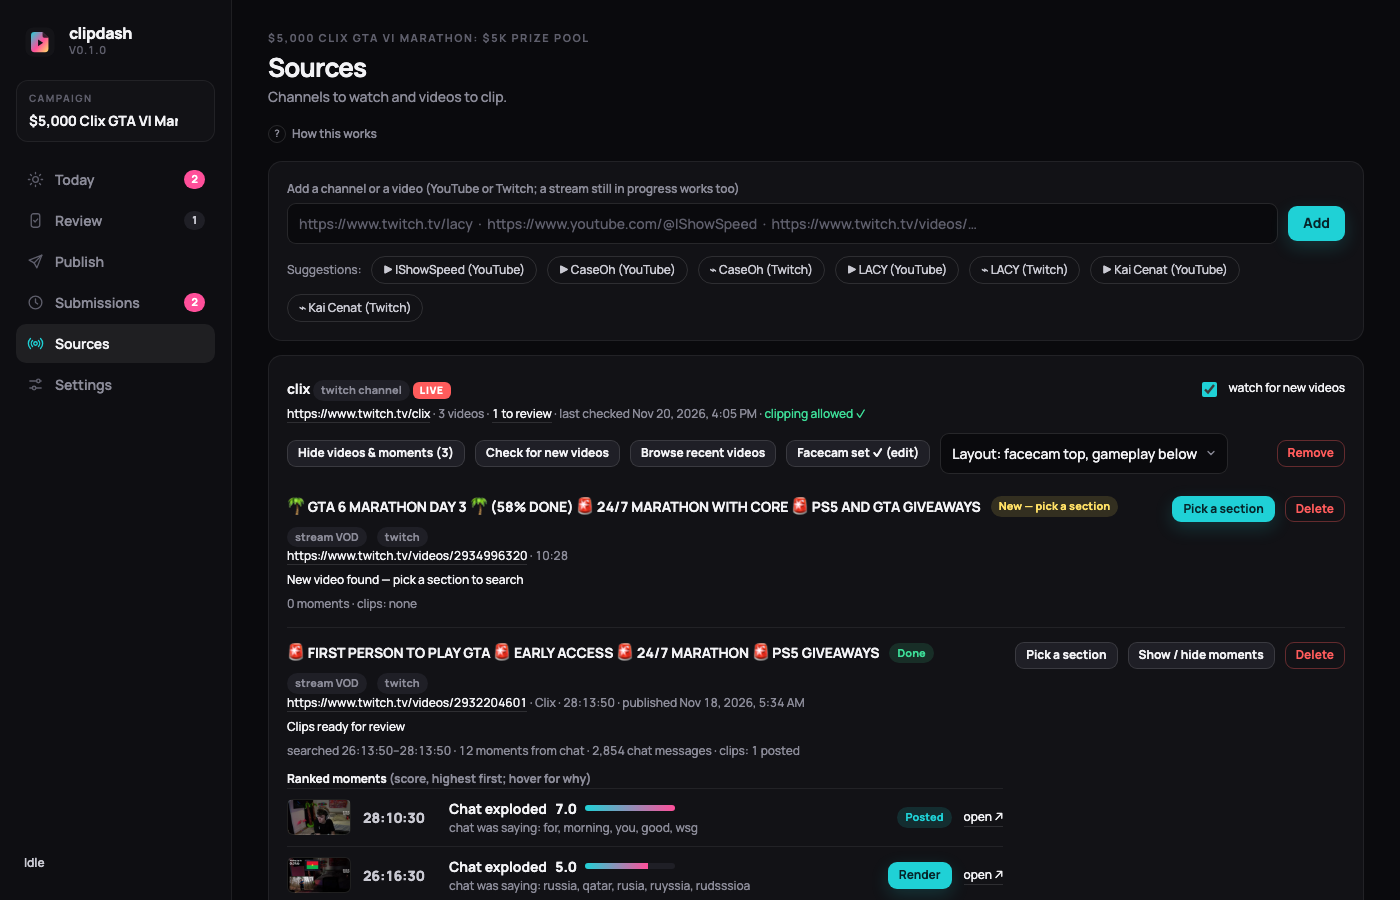 clipdash
V0.1.0
CAMPAIGN
$5,000 Clix GTA VI Mar
Today 2
Review 1
Publish
Submissions 2
Sources
Settings
Idle
$5,000 CLIX GTA VI MARATHON: $5K PRIZE POOL
Sources
Channels to watch and videos to clip.
? How this works
Add a channel or a video (YouTube or Twitch; a stream still in progress works too)
https://www.twitch.tv/lacy · https://www.youtube.com/@IShowSpeed · https://www.twitch.tv/videos/…
Add
Suggestions: ▶ IShowSpeed (YouTube) ▶ CaseOh (YouTube) ⌁ CaseOh (Twitch) ▶ LACY (YouTube) ⌁ LACY (Twitch) ▶ Kai Cenat (YouTube)
⌁ Kai Cenat (Twitch)
clix twitch channel LIVE
watch for new videos
https://www.twitch.tv/clix · 3 videos · 1 to review · last checked Nov 20, 2026, 4:05 PM · clipping allowed ✓
Hide videos & moments (3) Check for new videos Browse recent videos Facecam set ✓ (edit) Layout: facecam top, gameplay below Remove
🌴 GTA 6 MARATHON DAY 3 🌴 (58% DONE) 🚨 24/7 MARATHON WITH CORE 🚨 PS5 AND GTA GIVEAWAYS New — pick a section Pick a section Delete
stream VOD twitch
https://www.twitch.tv/videos/2934996320 · 10:28
New video found — pick a section to search
0 moments · clips: none
🚨 FIRST PERSON TO PLAY GTA 🚨 EARLY ACCESS 🚨 24/7 MARATHON 🚨 PS5 GIVEAWAYS Done Pick a section Show / hide moments Delete
stream VOD twitch
https://www.twitch.tv/videos/2932204601 · Clix · 28:13:50 · published Nov 18, 2026, 5:34 AM
Clips ready for review
searched 26:13:50–28:13:50 · 12 moments from chat · 2,854 chat messages · clips: 1 posted
Ranked moments (score, highest first; hover for why)
28:10:30 Chat exploded 7.0 Posted open ↗
chat was saying: for, morning, you, good, wsg
26:16:30 Chat exploded 5.0 Render open ↗
chat was saying: russia, qatar, rusia, ruyssia, rudsssioa